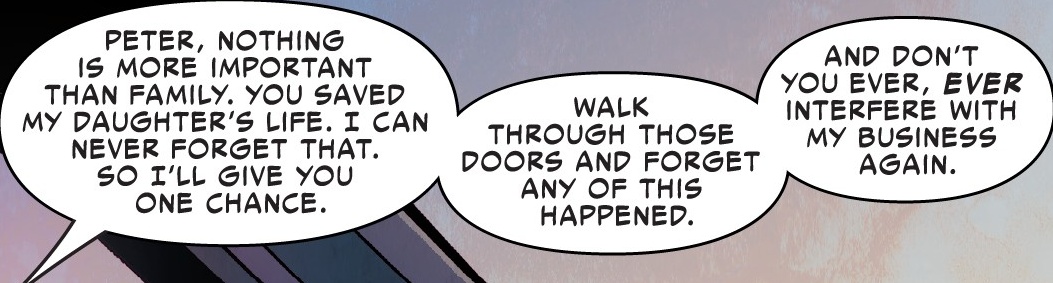 PETER, NOTHING
IS MORE IMPORTANT
THAN FAMILY. YOU SAVED
MY DAUGHTER'S LIFE. I CAN
NEVER FORGET THAT.
SO I'LL GIVE YOU
ONE CHANCE.
WALK
THROUGH THOSE
DOORS AND FORGET
ANY OF THIS
HAPPENED.
AND DON'T
YOU EVER, EVER
INTERFERE WITH
MY BUSINESS
AGAIN.